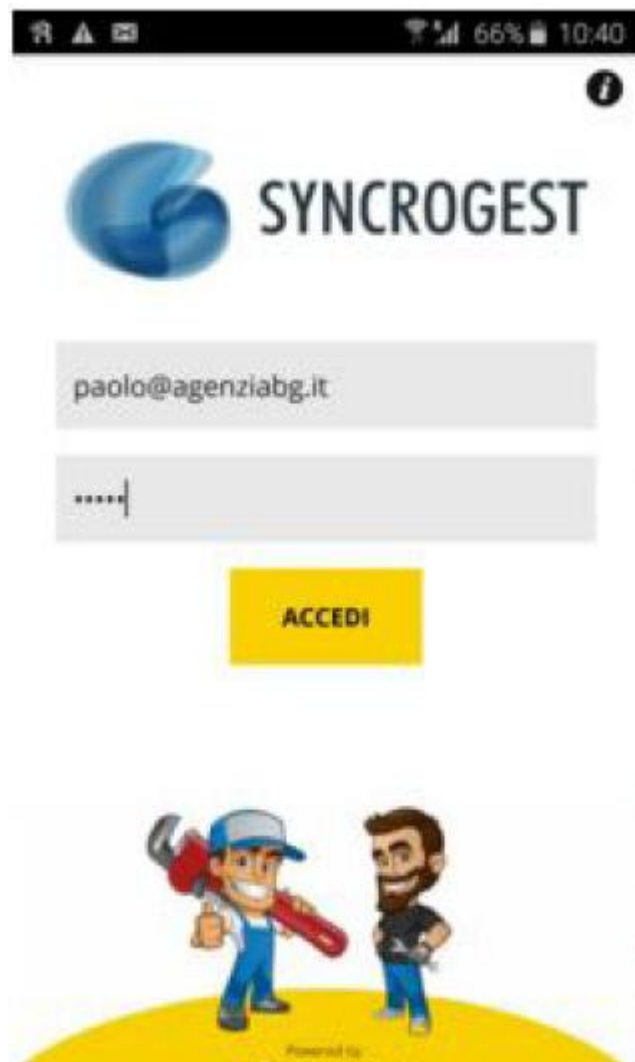 66% 10:40
SYNCROGEST
paolo@agenziabg.it
•••••
ACCEDI
Powered by